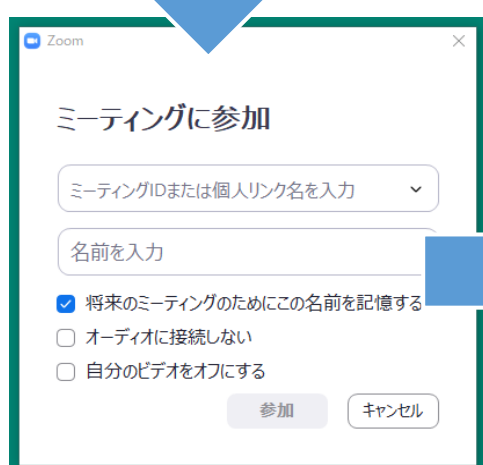 Zoom
ミーティングに参加
ミーティングIDまたは個人リンク名を入力
名前を入力
将来のミーティングのためにこの名前を記憶する
オーディオに接続しない
自分のビデオをオフにする
参加 キャンセル